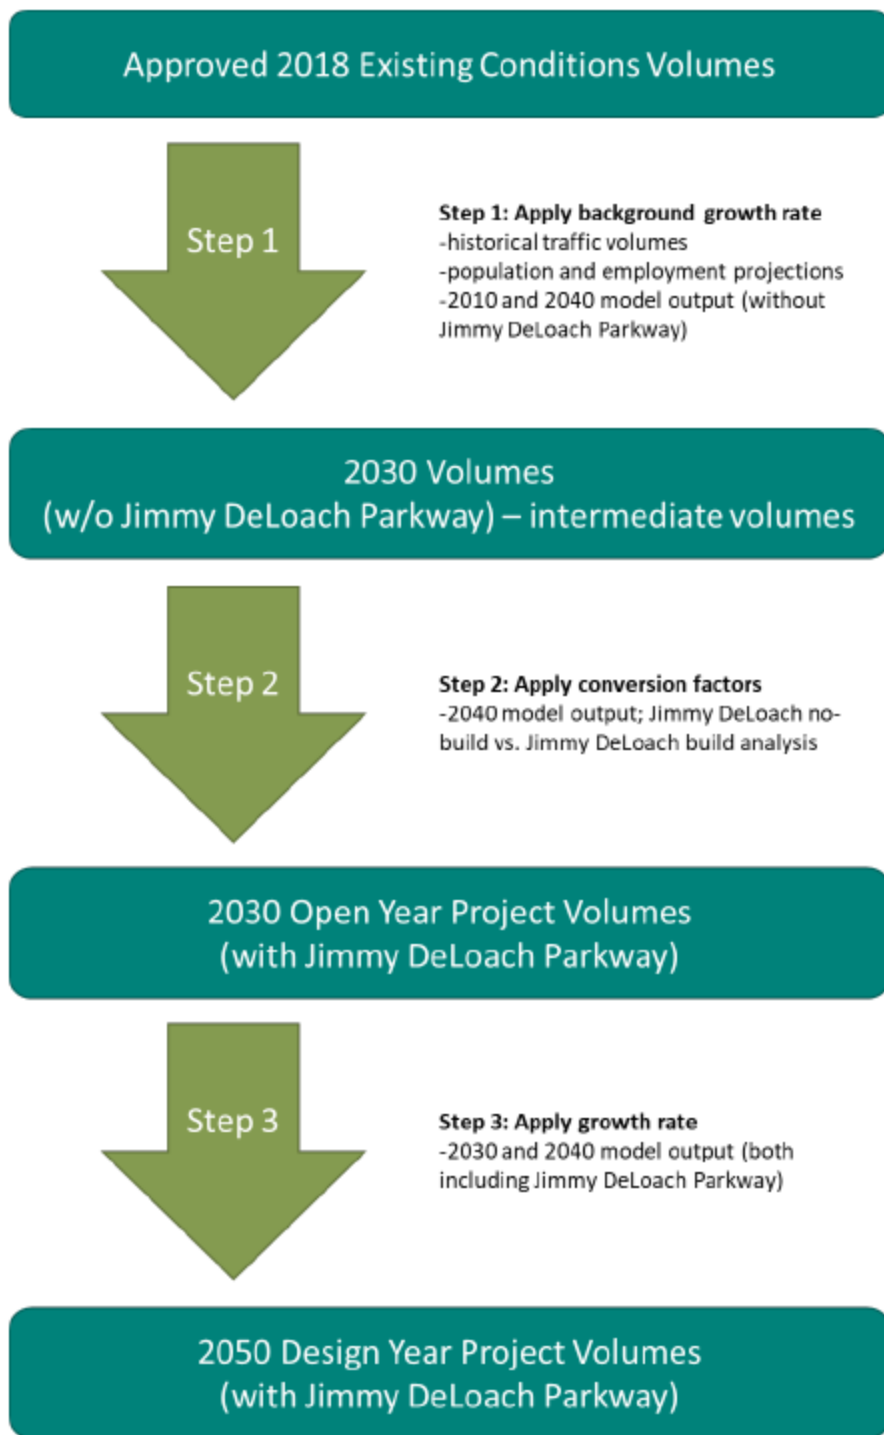 Approved 2018 Existing Conditions Volumes
Step 1
Step 1: Apply background growth rate
-historical traffic volumes
-population and employment projections
-2010 and 2040 model output (without
Jimmy DeLoach Parkway)
2030 Volumes
(w/o Jimmy DeLoach Parkway) – intermediate volumes
Step 2
Step 2: Apply conversion factors
-2040 model output; Jimmy DeLoach no-
build vs. Jimmy DeLoach build analysis
2030 Open Year Project Volumes
(with Jimmy DeLoach Parkway)
Step 3
Step 3: Apply growth rate
-2030 and 2040 model output (both
including Jimmy DeLoach Parkway)
2050 Design Year Project Volumes
(with Jimmy DeLoach Parkway)